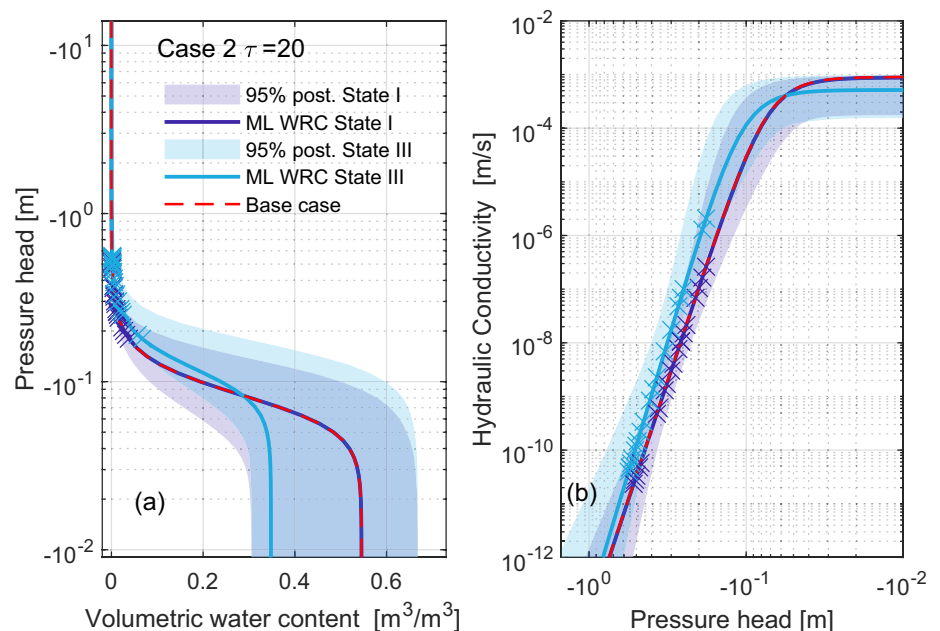 Case 2 τ =20
95% post. State I
ML WRC State I
95% post. State III
ML WRC State III
Base case
-10^1
-10^0
-10^-1
-10^-2
Pressure head [m]
(a)
0
0.2
0.4
0.6
Volumetric water content [m^3/m^3]
10^-2
10^-4
10^-6
10^-8
10^-10
10^-12
Hydraulic Conductivity [m/s]
(b)
-10^0
-10^-1
-10^-2
Pressure head [m]